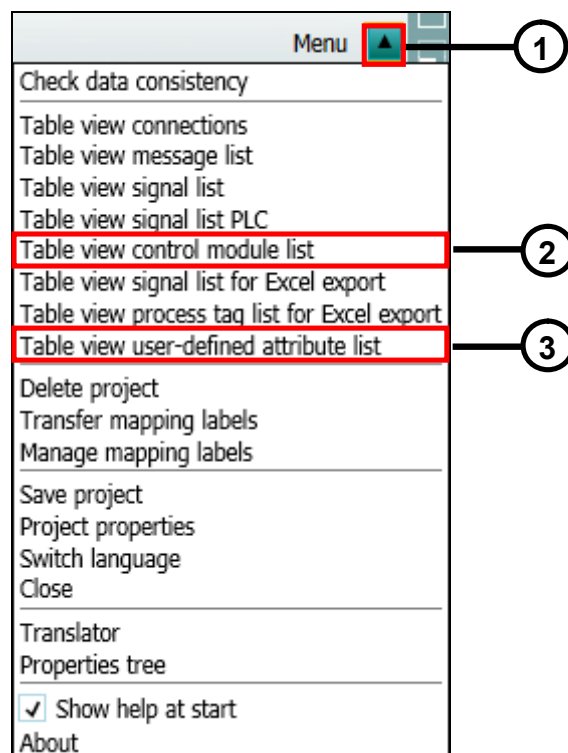 Menu ▲ 1
Check data consistency
Table view connections
Table view message list
Table view signal list
Table view signal list PLC
Table view control module list 2
Table view signal list for Excel export
Table view process tag list for Excel export
Table view user-defined attribute list 3
Delete project
Transfer mapping labels
Manage mapping labels
Save project
Project properties
Switch language
Close
Translator
Properties tree
✓ Show help at start
About